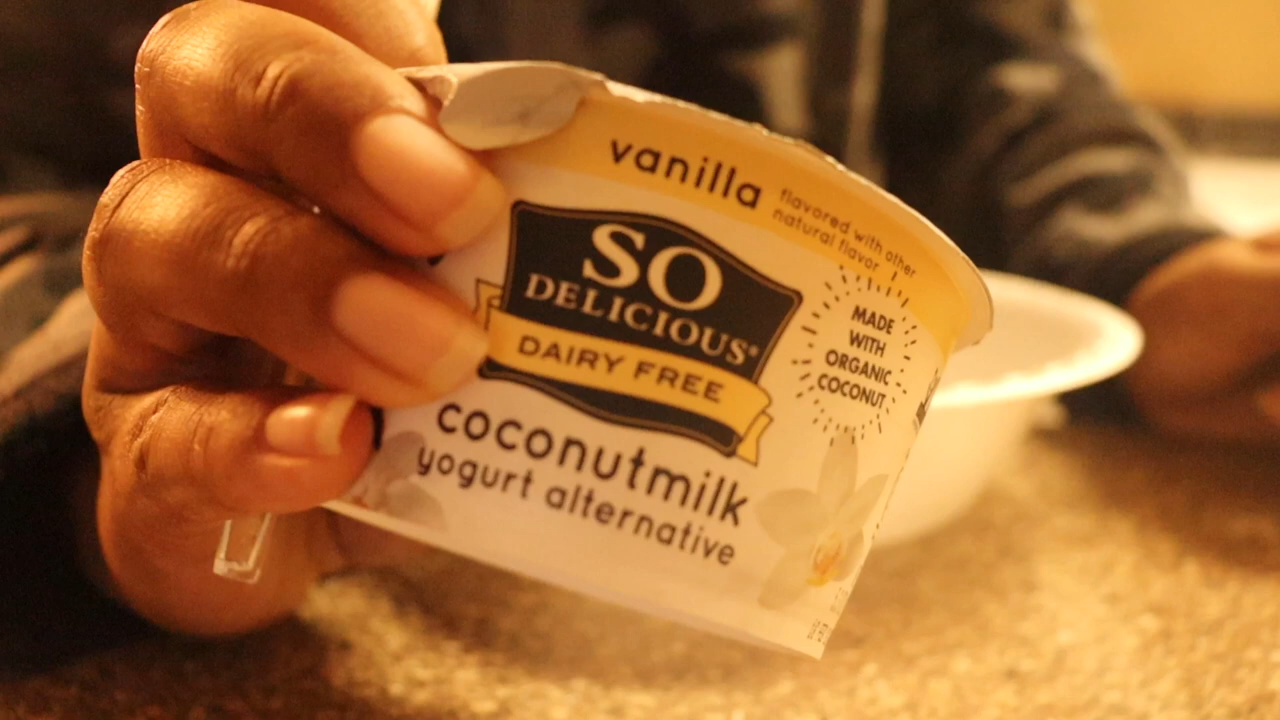 vanilla
flavored with other
natural flavor
SO
DELICIOUS®
DAIRY FREE
MADE
WITH
ORGANIC
COCONUT
coconutmilk
yogurt alternative